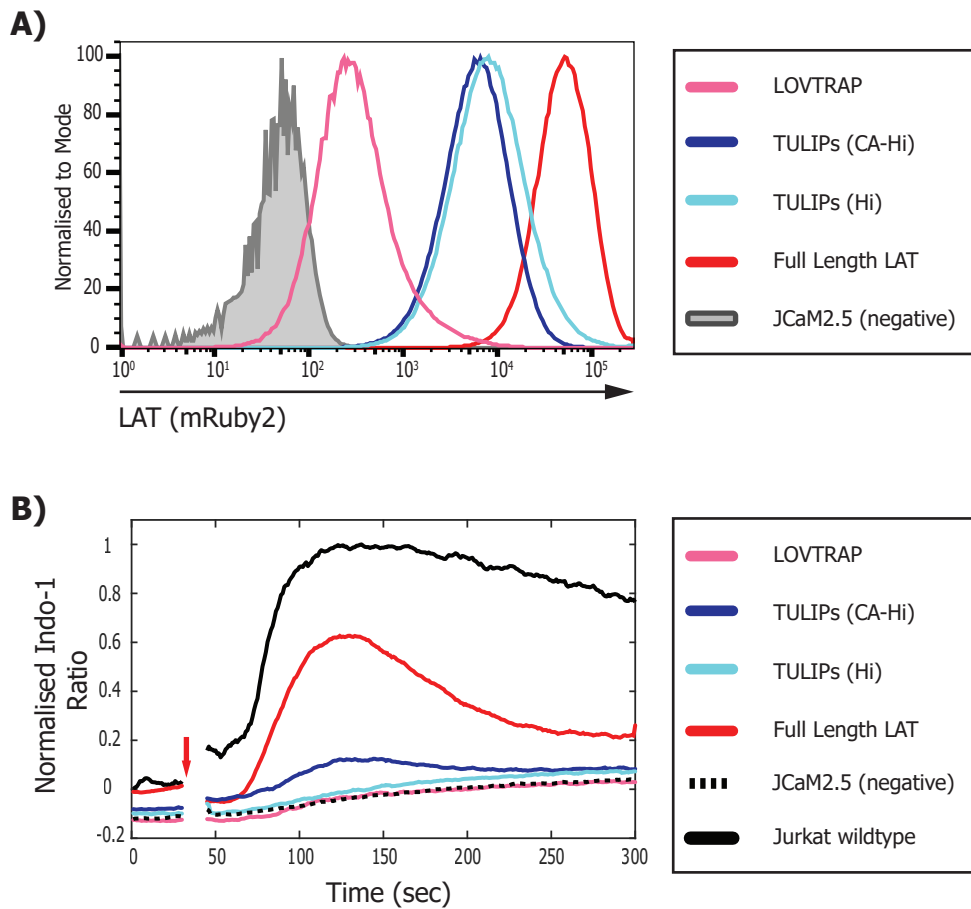 A)
Normalised to Mode
100
80
60
40
20
0
10⁰ 10¹ 10² 10³ 10⁴ 10⁵
LAT (mRuby2)
LOVTRAP
TULIPs (CA-Hi)
TULIPs (Hi)
Full Length LAT
JCaM2.5 (negative)
B)
Normalised Indo-1
Ratio
1
0.8
0.6
0.4
0.2
0
-0.2
0 50 100 150 200 250 300
Time (sec)
LOVTRAP
TULIPs (CA-Hi)
TULIPs (Hi)
Full Length LAT
JCaM2.5 (negative)
Jurkat wildtype